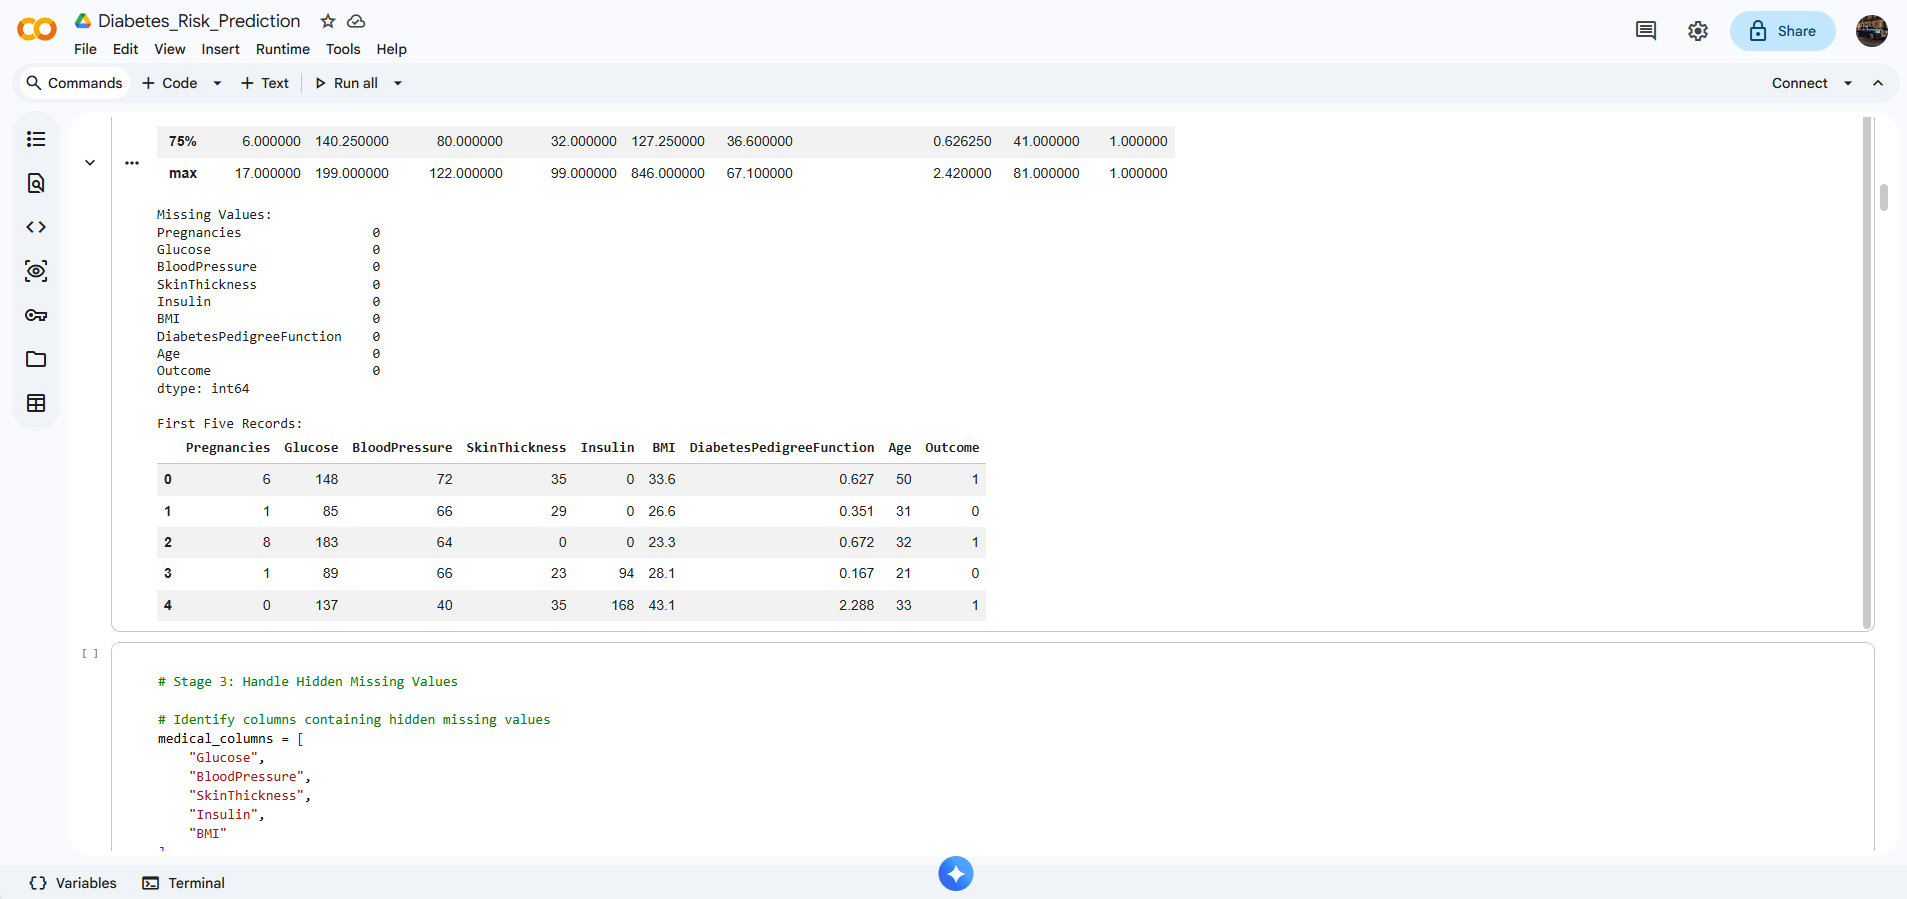 Diabetes_Risk_Prediction
File Edit View Insert Runtime Tools Help
Share
Commands + Code + Text Run all
Connect
75% 6.000000 140.250000 80.000000 32.000000 127.250000 36.600000 0.626250 41.000000 1.000000
max 17.000000 199.000000 122.000000 99.000000 846.000000 67.100000 2.420000 81.000000 1.000000
Missing Values:
Pregnancies 0
Glucose 0
BloodPressure 0
SkinThickness 0
Insulin 0
BMI 0
DiabetesPedigreeFunction 0
Age 0
Outcome 0
dtype: int64
First Five Records:
Pregnancies Glucose BloodPressure SkinThickness Insulin BMI DiabetesPedigreeFunction Age Outcome
0 6 148 72 35 0 33.6 0.627 50 1
1 1 85 66 29 0 26.6 0.351 31 0
2 8 183 64 0 0 23.3 0.672 32 1
3 1 89 66 23 94 28.1 0.167 21 0
4 0 137 40 35 168 43.1 2.288 33 1
[ ]
# Stage 3: Handle Hidden Missing Values
# Identify columns containing hidden missing values
medical_columns = [
"Glucose",
"BloodPressure",
"SkinThickness",
"Insulin",
"BMI"
]
{} Variables Terminal